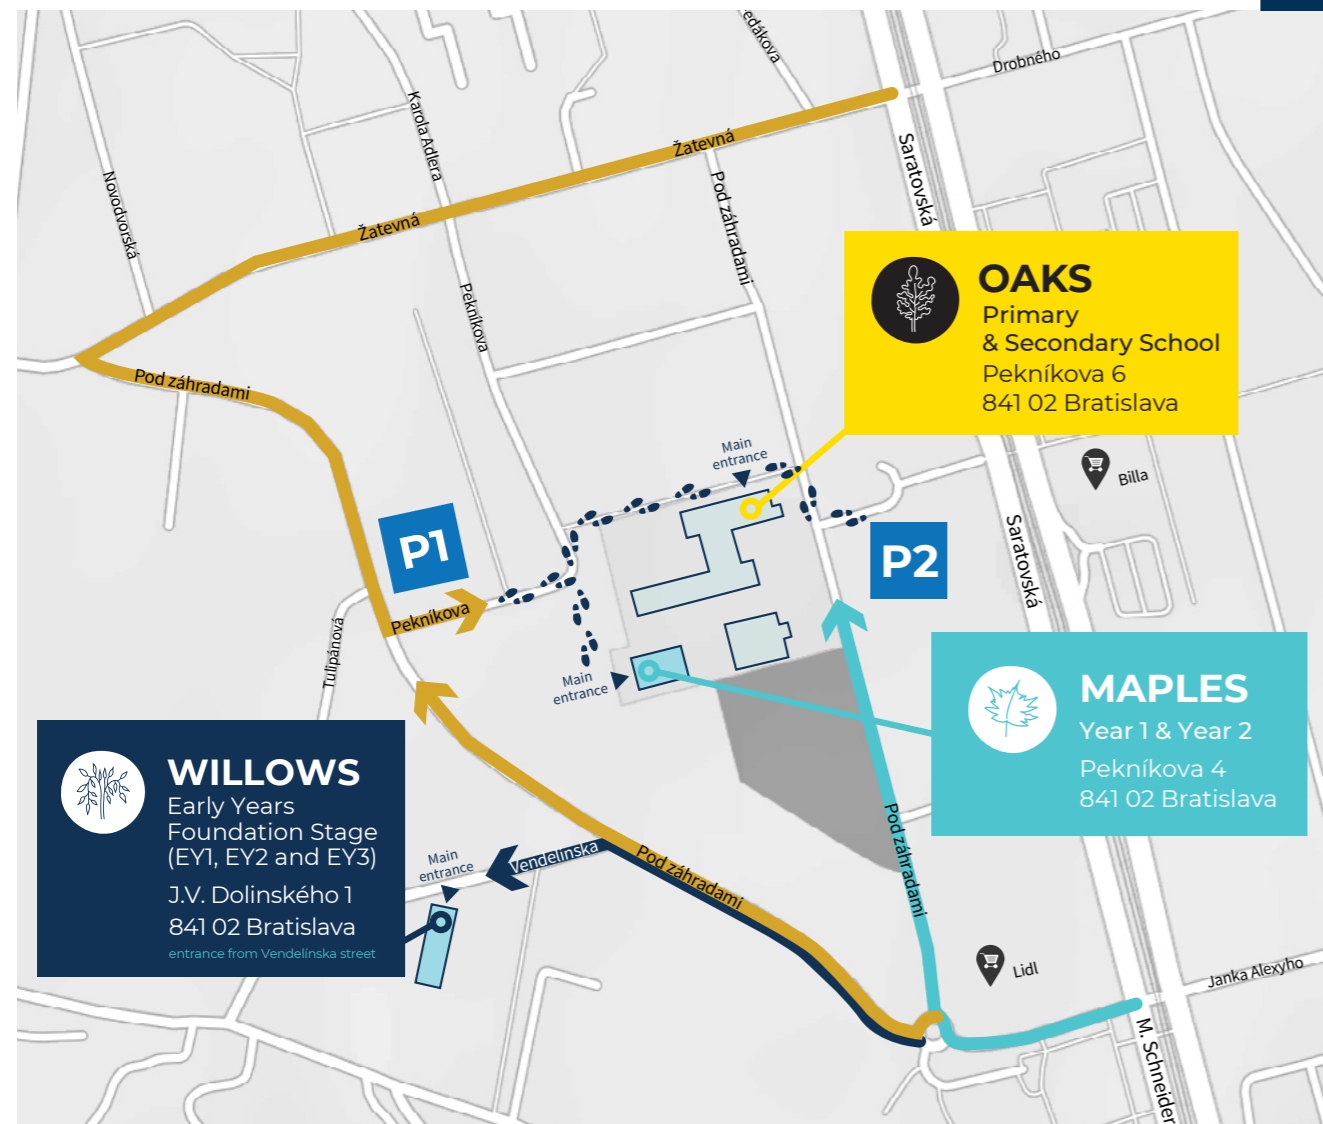 edákova
Drobného
Karola Adlera
Žatevná
Saratovská
Novodvorská
Pod záhradami
Žatevná
Pekníkova
OAKS
Primary
& Secondary School
Pekníkova 6
841 02 Bratislava
Pod záhradami
Main
entrance
Billa
P1
P2
Saratovská
Pekníkova
Tulipánová
Main
entrance
MAPLES
Year 1 & Year 2
Pekníkova 4
841 02 Bratislava
WILLOWS
Early Years
Foundation Stage
(EY1, EY2 and EY3)
J.V. Dolinského 1
841 02 Bratislava
entrance from Vendelínska street
Main
entrance
Vendelínska
Pod záhradami
Pod záhradami
Lidl
Janka Alexyho
M. Schneider